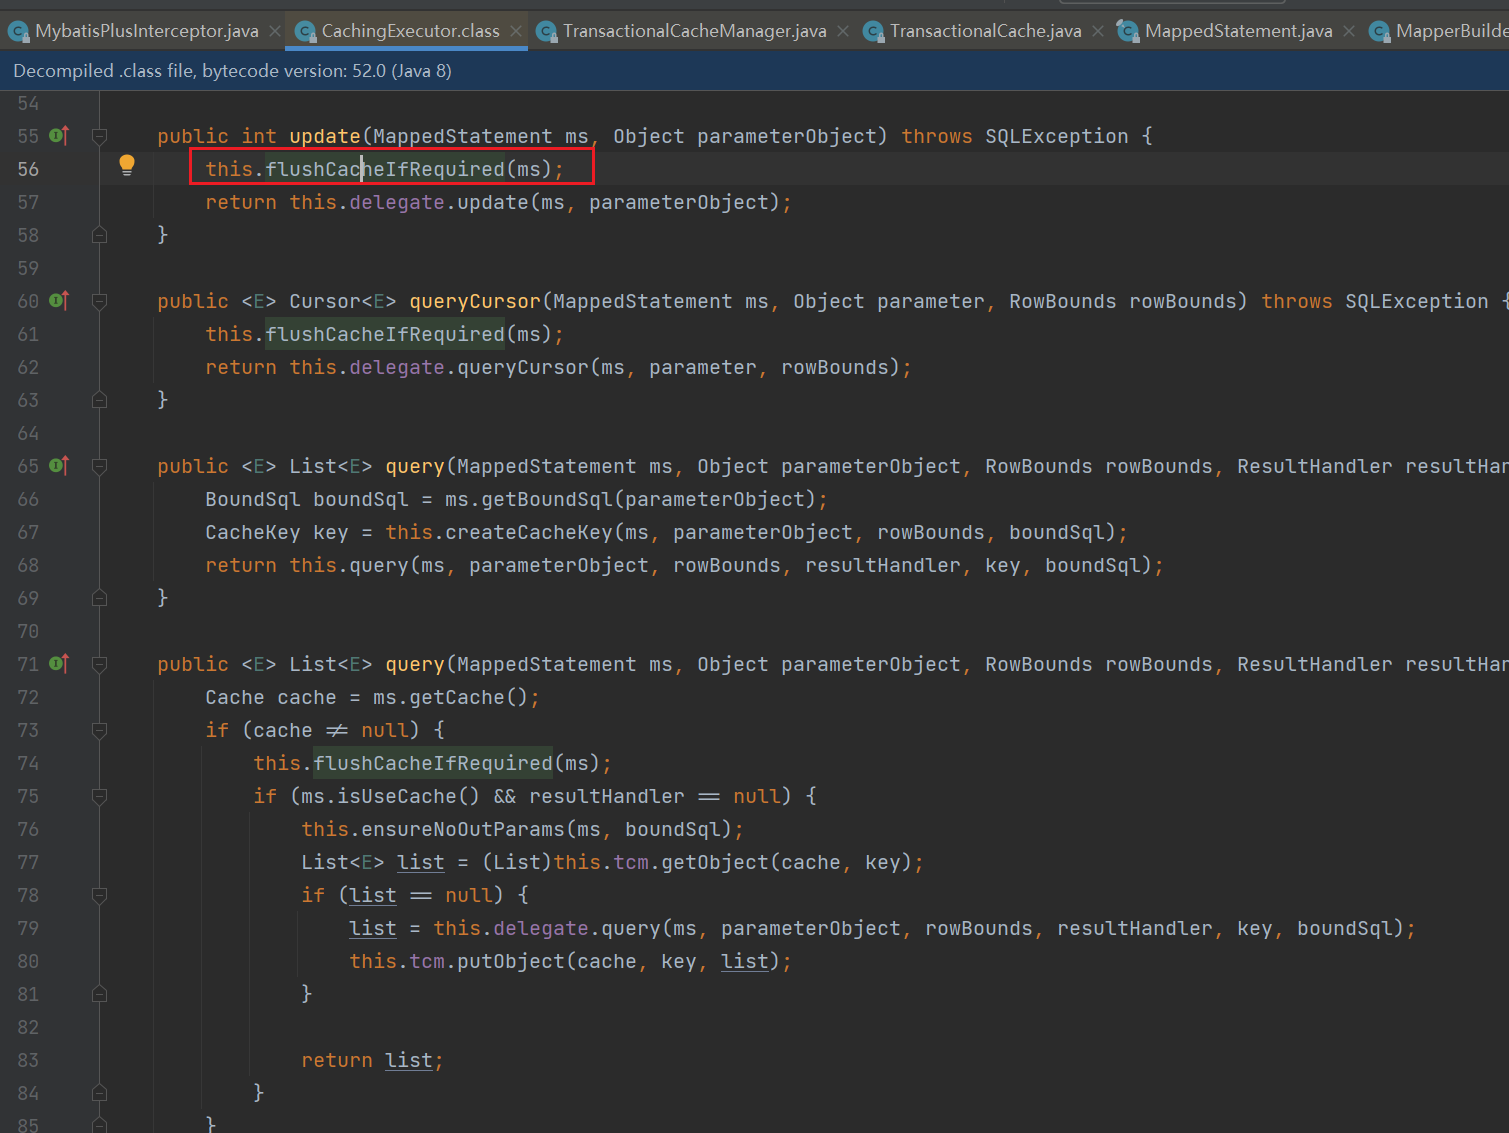 MybatisPlusInterceptor.java CachingExecutor.class TransactionalCacheManager.java TransactionalCache.java MappedStatement.java MapperBuilde
Decompiled .class file, bytecode version: 52.0 (Java 8)
54
55 public int update(MappedStatement ms, Object parameterObject) throws SQLException {
56 this.flushCacheIfRequired(ms);
57 return this.delegate.update(ms, parameterObject);
58 }
59
60 public <E> Cursor<E> queryCursor(MappedStatement ms, Object parameter, RowBounds rowBounds) throws SQLException {
61 this.flushCacheIfRequired(ms);
62 return this.delegate.queryCursor(ms, parameter, rowBounds);
63 }
64
65 public <E> List<E> query(MappedStatement ms, Object parameterObject, RowBounds rowBounds, ResultHandler resultHan
66 BoundSql boundSql = ms.getBoundSql(parameterObject);
67 CacheKey key = this.createCacheKey(ms, parameterObject, rowBounds, boundSql);
68 return this.query(ms, parameterObject, rowBounds, resultHandler, key, boundSql);
69 }
70
71 public <E> List<E> query(MappedStatement ms, Object parameterObject, RowBounds rowBounds, ResultHandler resultHan
72 Cache cache = ms.getCache();
73 if (cache ≠ null) {
74 this.flushCacheIfRequired(ms);
75 if (ms.isUseCache() && resultHandler == null) {
76 this.ensureNoOutParams(ms, boundSql);
77 List<E> list = (List)this.tcm.getObject(cache, key);
78 if (list == null) {
79 list = this.delegate.query(ms, parameterObject, rowBounds, resultHandler, key, boundSql);
80 this.tcm.putObject(cache, key, list);
81 }
82
83 return list;
84 }
85 }